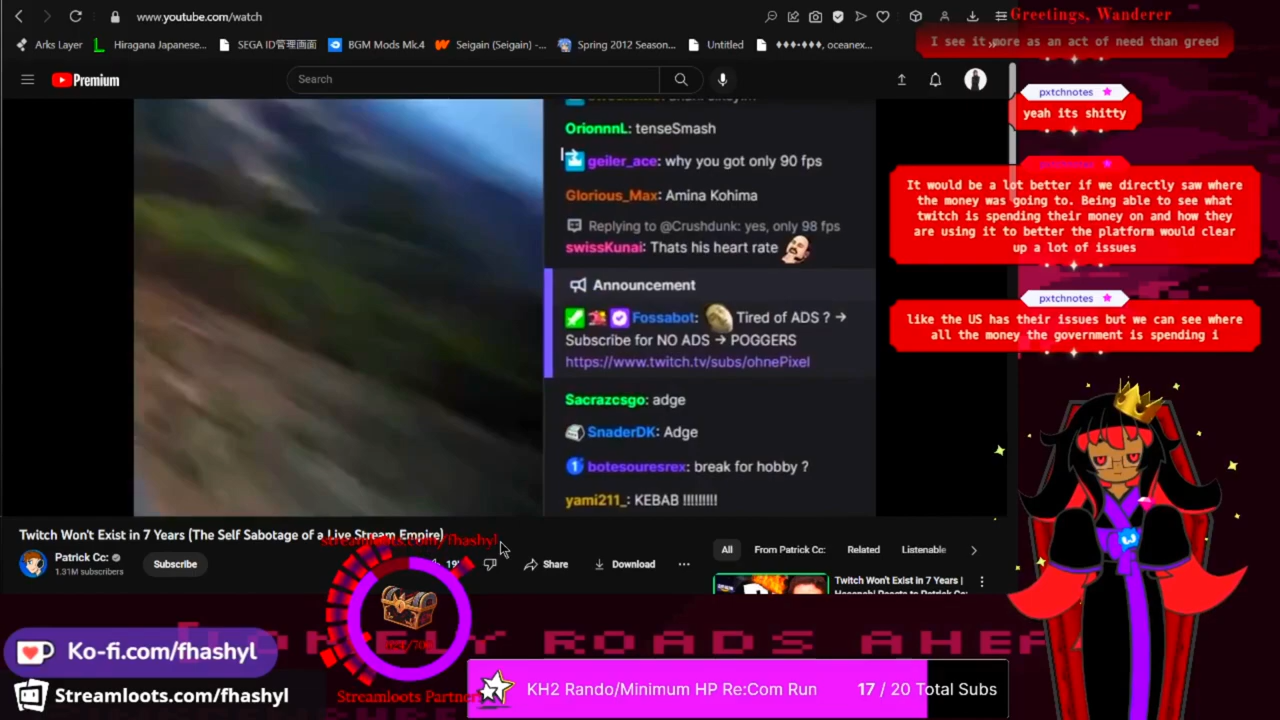 www.youtube.com/watch
Greetings, Wanderer
I see it more as an act of need than greed
Arks Layer
Hiragana Japanese...
SEGA ID管理画面
BGM Mods Mk.4
Seigain (Seigain) -...
Spring 2012 Season...
Untitled
♦♦♦-♦♦♦, oceanex...
Premium
Search
OrionnnL: tenseSmash
geiler_ace: why you got only 90 fps
Glorious_Max: Amina Kohima
Replying to @Crushdunk: yes, only 98 fps
swissKunai: Thats his heart rate
Announcement
Fossabot: Tired of ADS ? →
Subscribe for NO ADS → POGGERS
https://www.twitch.tv/subs/ohnePixel
Sacrazcsgo: adge
SnaderDK: Adge
botesouresrex: break for hobby ?
yami211_: KEBAB !!!!!!!!!
pxtchnotes
yeah its shitty
It would be a lot better if we directly saw where
the money was going to. Being able to see what
twitch is spending their money on and how they
are using it to better the platform would clear
up a lot of issues
pxtchnotes
like the US has their issues but we can see where
all the money the government is spending i
Twitch Won't Exist in 7 Years (The Self Sabotage of a Live Stream Empire)
streamloots.com/fhashyl
Patrick Cc:
1.31M subscribers
Subscribe
Share
Download
All
From Patrick Cc:
Related
Listenable
Twitch Won't Exist in 7 Years |
LONELY ROADS AHEA
Ko-fi.com/fhashyl
Streamloots.com/fhashyl
Streamloots Partner
KH2 Rando/Minimum HP Re:Com Run
17 / 20 Total Subs